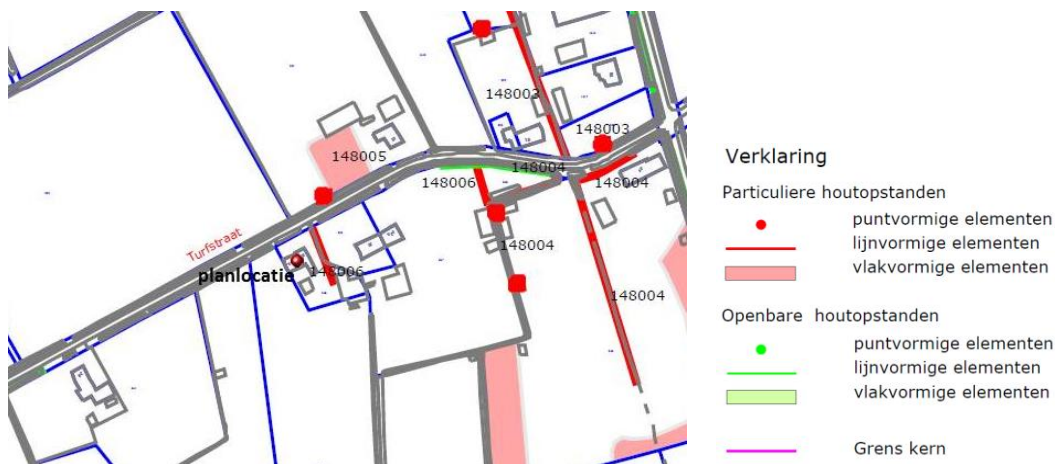 148003
148003
148005
148004
148006
148004
148004
Turfstraat
planlocatie
148006
148004
Verklaring
Particuliere houtopstanden
puntvormige elementen
lijnvormige elementen
vlakvormige elementen
Openbare houtopstanden
puntvormige elementen
lijnvormige elementen
vlakvormige elementen
Grens kern